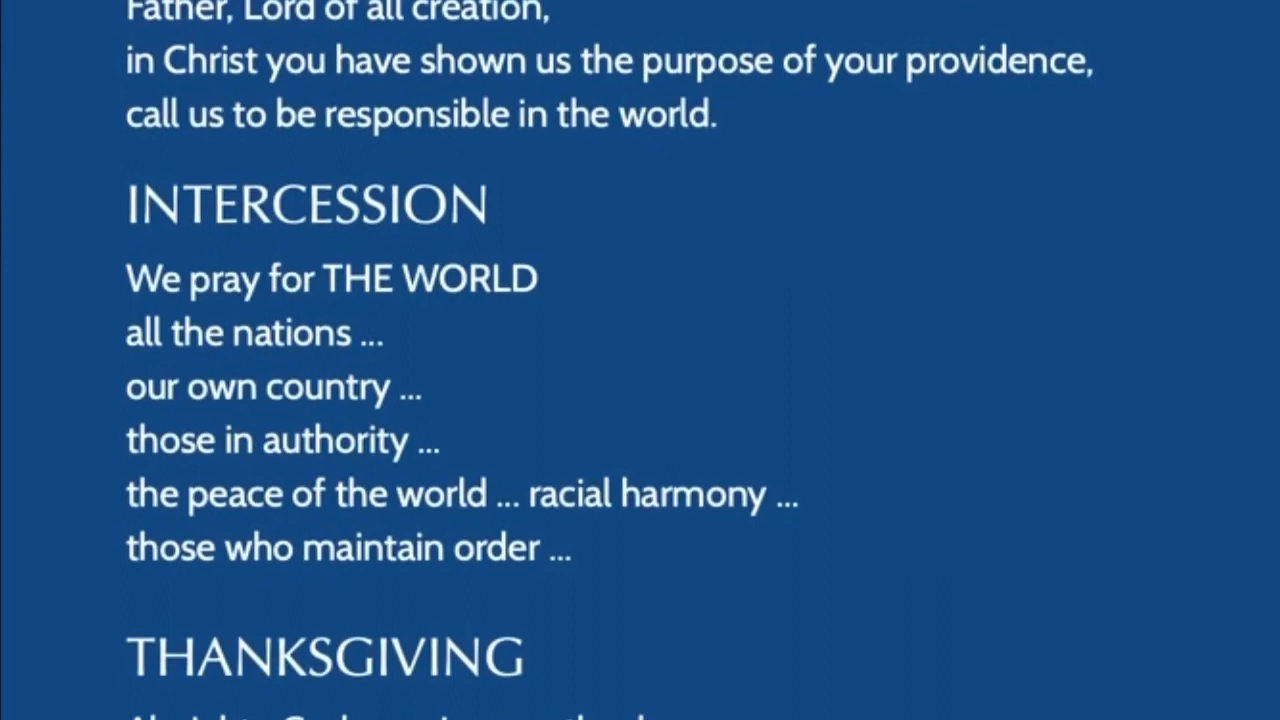 Father, Lord of all creation,
in Christ you have shown us the purpose of your providence,
call us to be responsible in the world.
INTERCESSION
We pray for THE WORLD
all the nations ...
our own country ...
those in authority ...
the peace of the world ... racial harmony ...
those who maintain order ...
THANKSGIVING